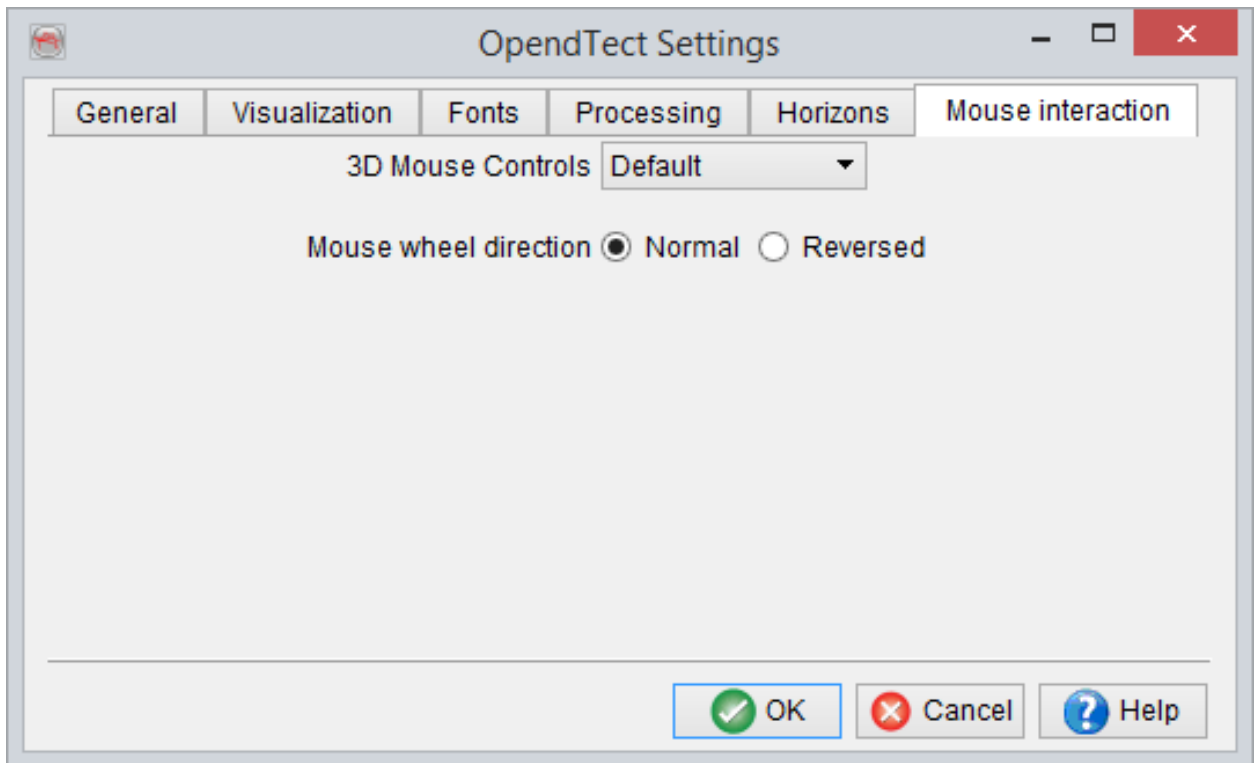 OpendTect Settings
General Visualization Fonts Processing Horizons Mouse interaction
3D Mouse Controls Default
Mouse wheel direction Normal Reversed
OK Cancel Help